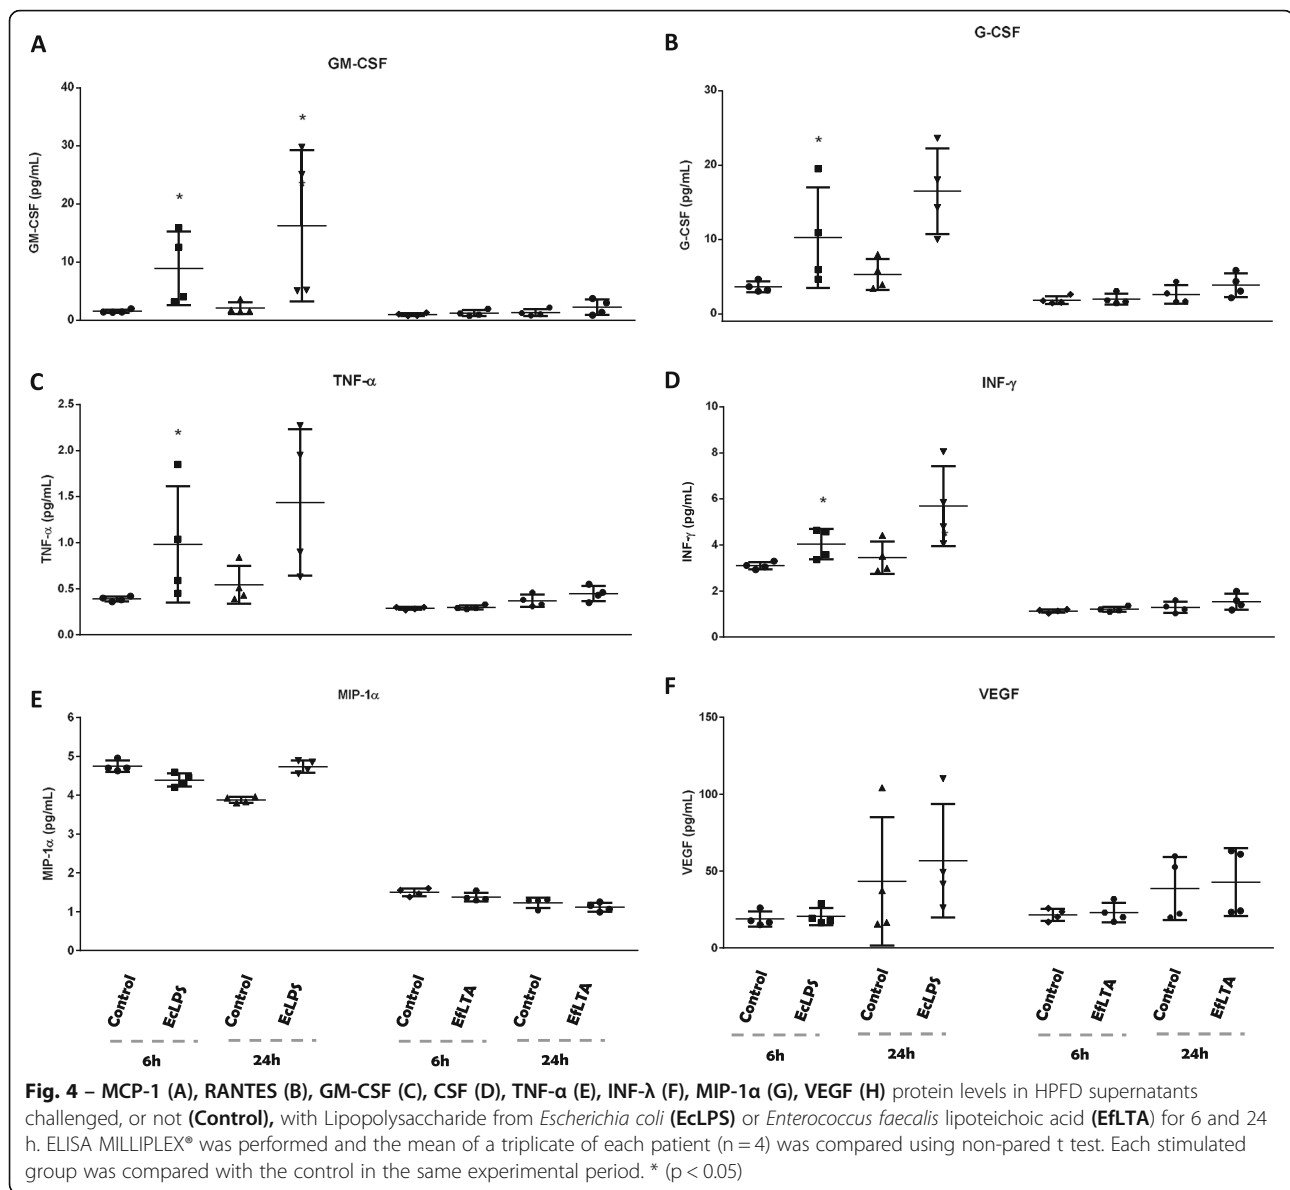 A
GM-CSF
40
30
20
10
0
GM-CSF (pg/mL)
*
*
*
B
G-CSF
30
20
10
0
G-CSF (pg/mL)
*
C
TNF-α
2.5
2.0
1.5
1.0
0.5
0.0
TNF-α (pg/mL)
*
D
INF-γ
10
8
6
4
2
0
INF-γ (pg/mL)
*
*
E
MIP-1α
6
5
4
3
2
1
0
MIP-1α (pg/mL)
F
VEGF
150
100
50
0
VEGF (pg/mL)
Control EcLPS Control EcLPS Control EfLTA Control EfLTA
6h 24h 6h 24h
Control EcLPS Control EcLPS Control EfLTA Control EfLTA
6h 24h 6h 24h
Fig. 4 – MCP-1 (A), RANTES (B), GM-CSF (C), CSF (D), TNF-α (E), INF-λ (F), MIP-1α (G), VEGF (H) protein levels in HPFD supernatants
challenged, or not (Control), with Lipopolysaccharide from Escherichia coli (EcLPS) or Enterococcus faecalis lipoteichoic acid (EfLTA) for 6 and 24
h. ELISA MILLIPLEX® was performed and the mean of a triplicate of each patient (n = 4) was compared using non-pared t test. Each stimulated
group was compared with the control in the same experimental period. * (p < 0.05)